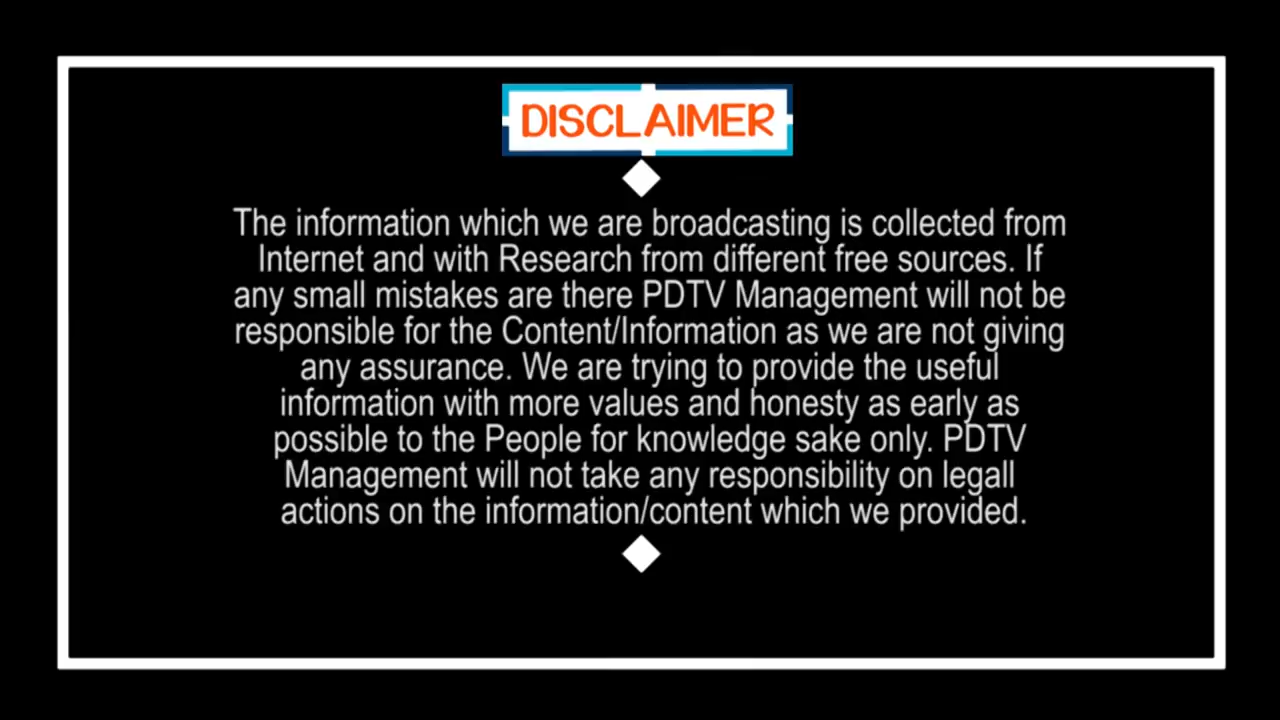 DISCLAIMER
The information which we are broadcasting is collected from
Internet and with Research from different free sources. If
any small mistakes are there PDTV Management will not be
responsible for the Content/Information as we are not giving
any assurance. We are trying to provide the useful
information with more values and honesty as early as
possible to the People for knowledge sake only. PDTV
Management will not take any responsibility on legall
actions on the information/content which we provided.